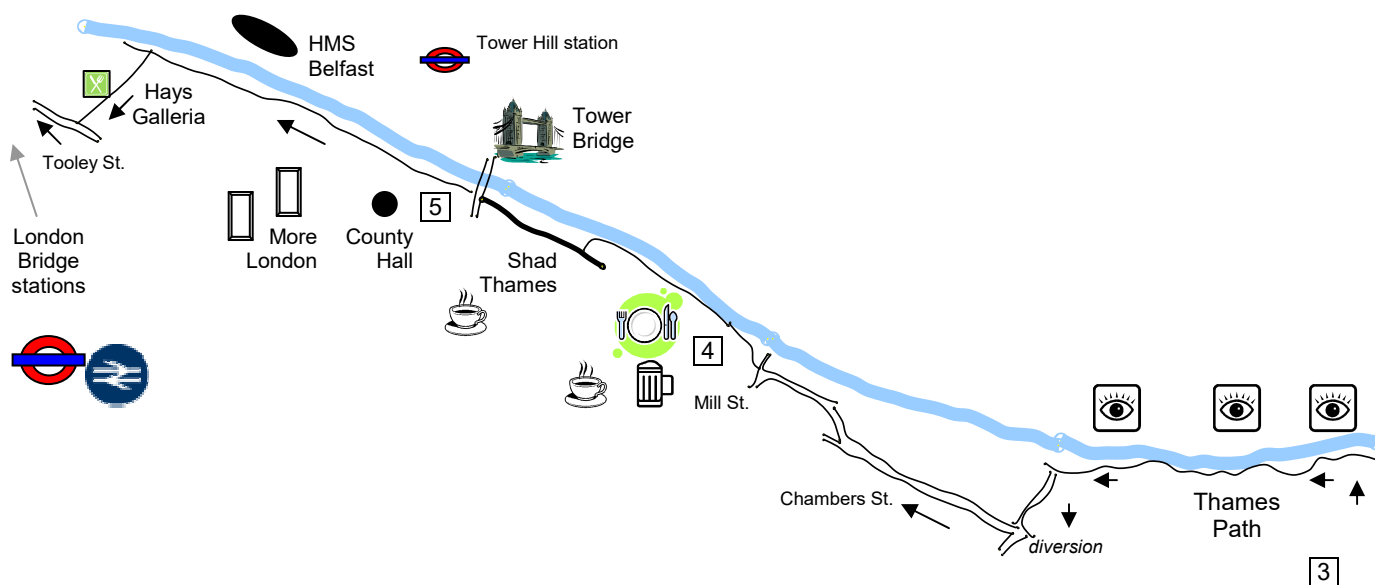 HMS
Belfast
Tower Hill station
Hays
Galleria
Tower
Bridge
Tooley St.
5
London
Bridge
stations
More
London
County
Hall
Shad
Thames
4
Mill St.
Chambers St.
Thames
Path
diversion
3